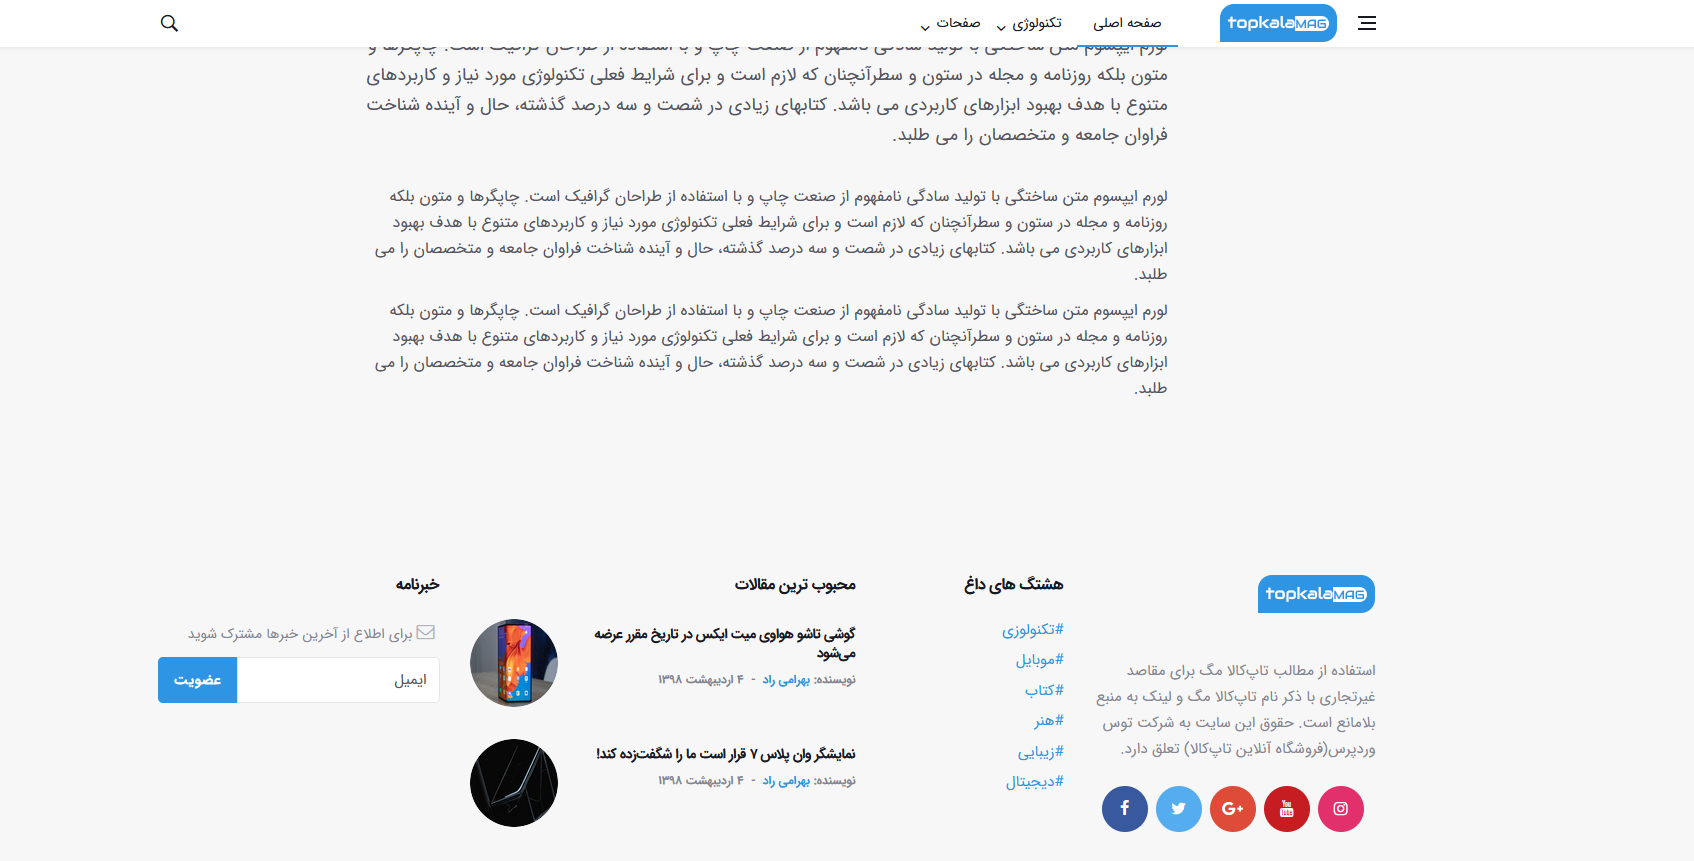 topkalaMAG
صفحه اصلی
تکنولوژی
صفحات
لورم ایپسوم متن ساختگی با تولید سادگی نامفهوم از صنعت چاپ و با استفاده از طراحان گرافیک است. چاپگرها و
متون بلکه روزنامه و مجله در ستون و سطرآنچنان که لازم است و برای شرایط فعلی تکنولوژی مورد نیاز و کاربردهای
متنوع با هدف بهبود ابزارهای کاربردی می باشد. کتابهای زیادی در شصت و سه درصد گذشته، حال و آینده شناخت
فراوان جامعه و متخصصان را می طلبد.
لورم ایپسوم متن ساختگی با تولید سادگی نامفهوم از صنعت چاپ و با استفاده از طراحان گرافیک است. چاپگرها و متون بلکه
روزنامه و مجله در ستون و سطرآنچنان که لازم است و برای شرایط فعلی تکنولوژی مورد نیاز و کاربردهای متنوع با هدف بهبود
ابزارهای کاربردی می باشد. کتابهای زیادی در شصت و سه درصد گذشته، حال و آینده شناخت فراوان جامعه و متخصصان را می
طلبد.
لورم ایپسوم متن ساختگی با تولید سادگی نامفهوم از صنعت چاپ و با استفاده از طراحان گرافیک است. چاپگرها و متون بلکه
روزنامه و مجله در ستون و سطرآنچنان که لازم است و برای شرایط فعلی تکنولوژی مورد نیاز و کاربردهای متنوع با هدف بهبود
ابزارهای کاربردی می باشد. کتابهای زیادی در شصت و سه درصد گذشته، حال و آینده شناخت فراوان جامعه و متخصصان را می
طلبد.
topkalaMAG
استفاده از مطالب تاپ‌کالا مگ برای مقاصد
غیرتجاری با ذکر نام تاپ‌کالا مگ و لینک به منبع
بلامانع است. حقوق این سایت به شرکت توس
وردپرس(فروشگاه آنلاین تاپ‌کالا) تعلق دارد.
You
Tube
G+
f
هشتگ های داغ
#تکنولوزی
#موبایل
#کتاب
#هنر
#زیبایی
#دیجیتال
محبوب ترین مقالات
گوشی تاشو هواوی میت ایکس در تاریخ مقرر عرضه
می‌شود
نویسنده: بهرامی راد - ۴ اردیبهشت ۱۳۹۸
نمایشگر وان پلاس ۷ قرار است ما را شگفت‌زده کند!
نویسنده: بهرامی راد - ۴ اردیبهشت ۱۳۹۸
خبرنامه
برای اطلاع از آخرین خبرها مشترک شوید
ایمیل
عضویت